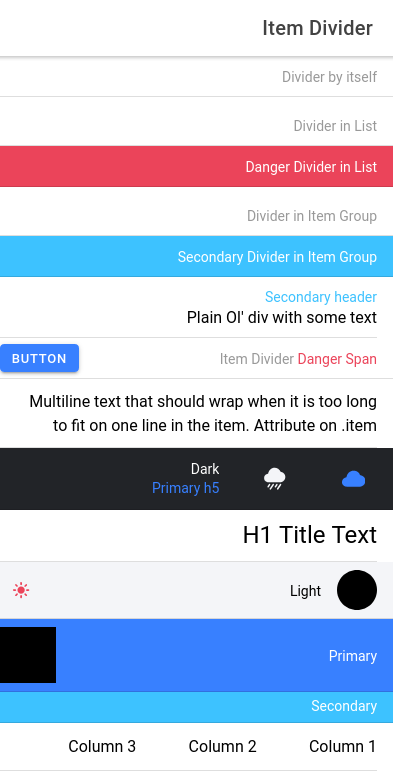 Item Divider
Divider by itself
Divider in List
Danger Divider in List
Divider in Item Group
Secondary Divider in Item Group
Secondary header
Plain Ol' div with some text
Item Divider Danger Span BUTTON
Multiline text that should wrap when it is too long
to fit on one line in the item. Attribute on .item
Dark
Primary h5
H1 Title Text
Light
Primary
Secondary
Column 1 Column 2 Column 3